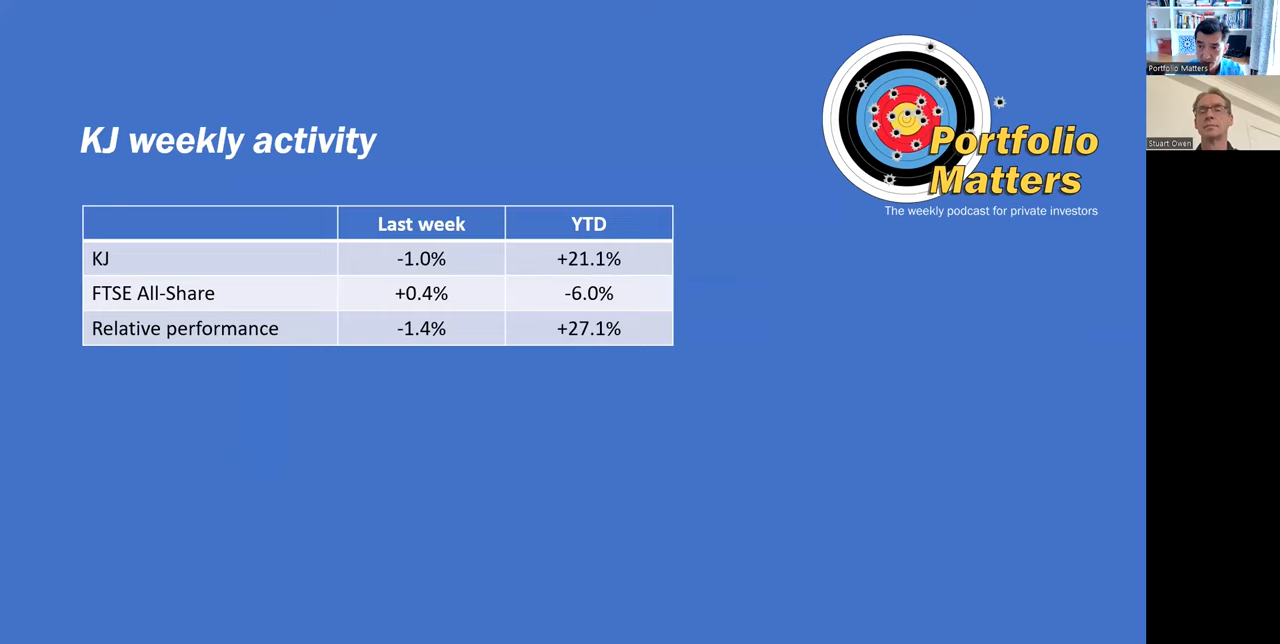 KJ weekly activity
Portfolio
Matters
The weekly podcast for private investors
Last week YTD
KJ -1.0% +21.1%
FTSE All-Share +0.4% -6.0%
Relative performance -1.4% +27.1%
Portfolio Matters
Stuart Owen